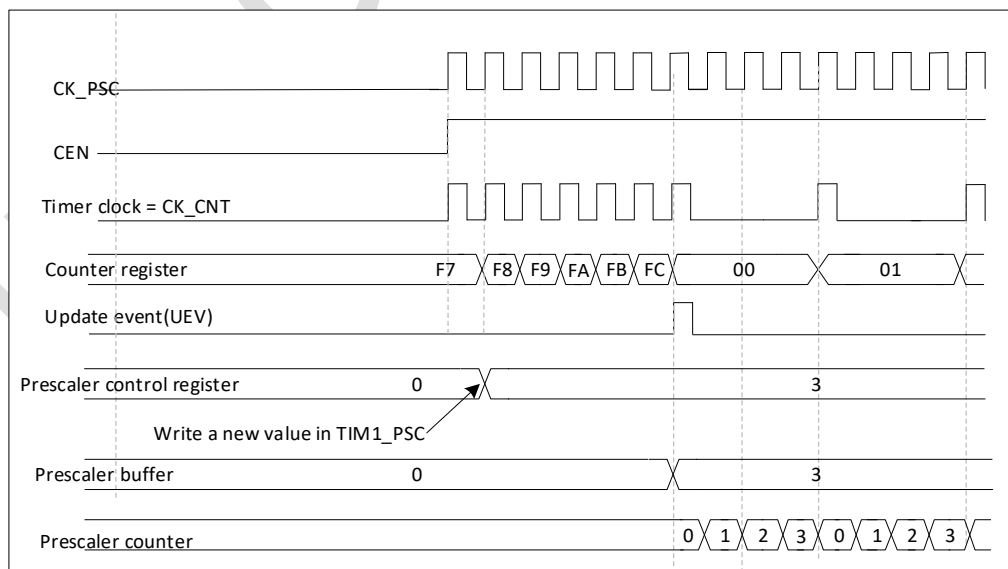 CK_PSC
CEN
Timer clock = CK_CNT
Counter register F7 F8 F9 FA FB FC 00 01
Update event(UEV)
Prescaler control register 0 3
Write a new value in TIM1_PSC
Prescaler buffer 0 3
Prescaler counter 0 1 2 3 0 1 2 3